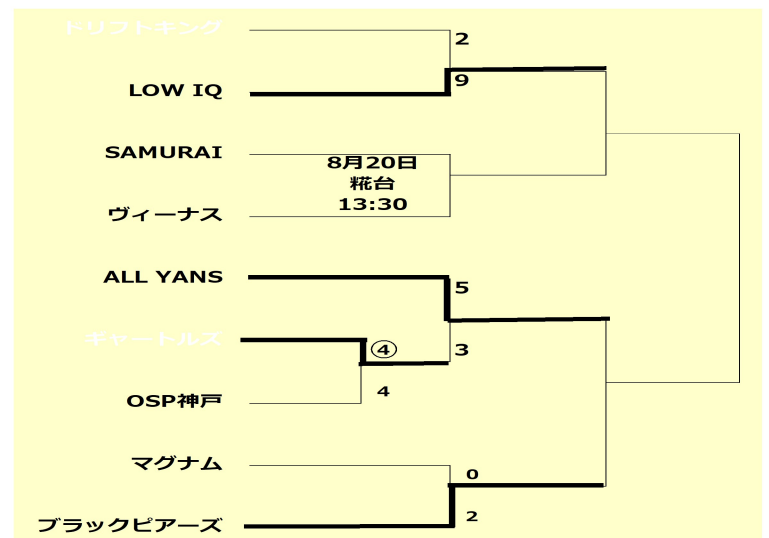 ドリフトキング
2
LOW IQ
9
SAMURAI
8月20日
糀台
13:30
ヴィーナス
ALL YANS
5
ギャートルズ
④
3
OSP神戸
4
マグナム
0
ブラックピアーズ
2